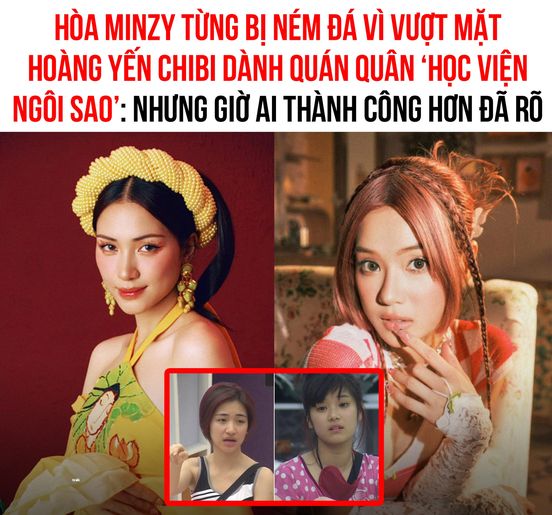 HÒA MINZY TỪNG BỊ NÉM ĐÁ VÌ VƯỢT MẶT
HOÀNG YẾN CHIBI DÀNH QUÁN QUÂN ‘HỌC VIỆN
NGÔI SAO’: NHƯNG GIỜ AI THÀNH CÔNG HƠN ĐÃ RÕ